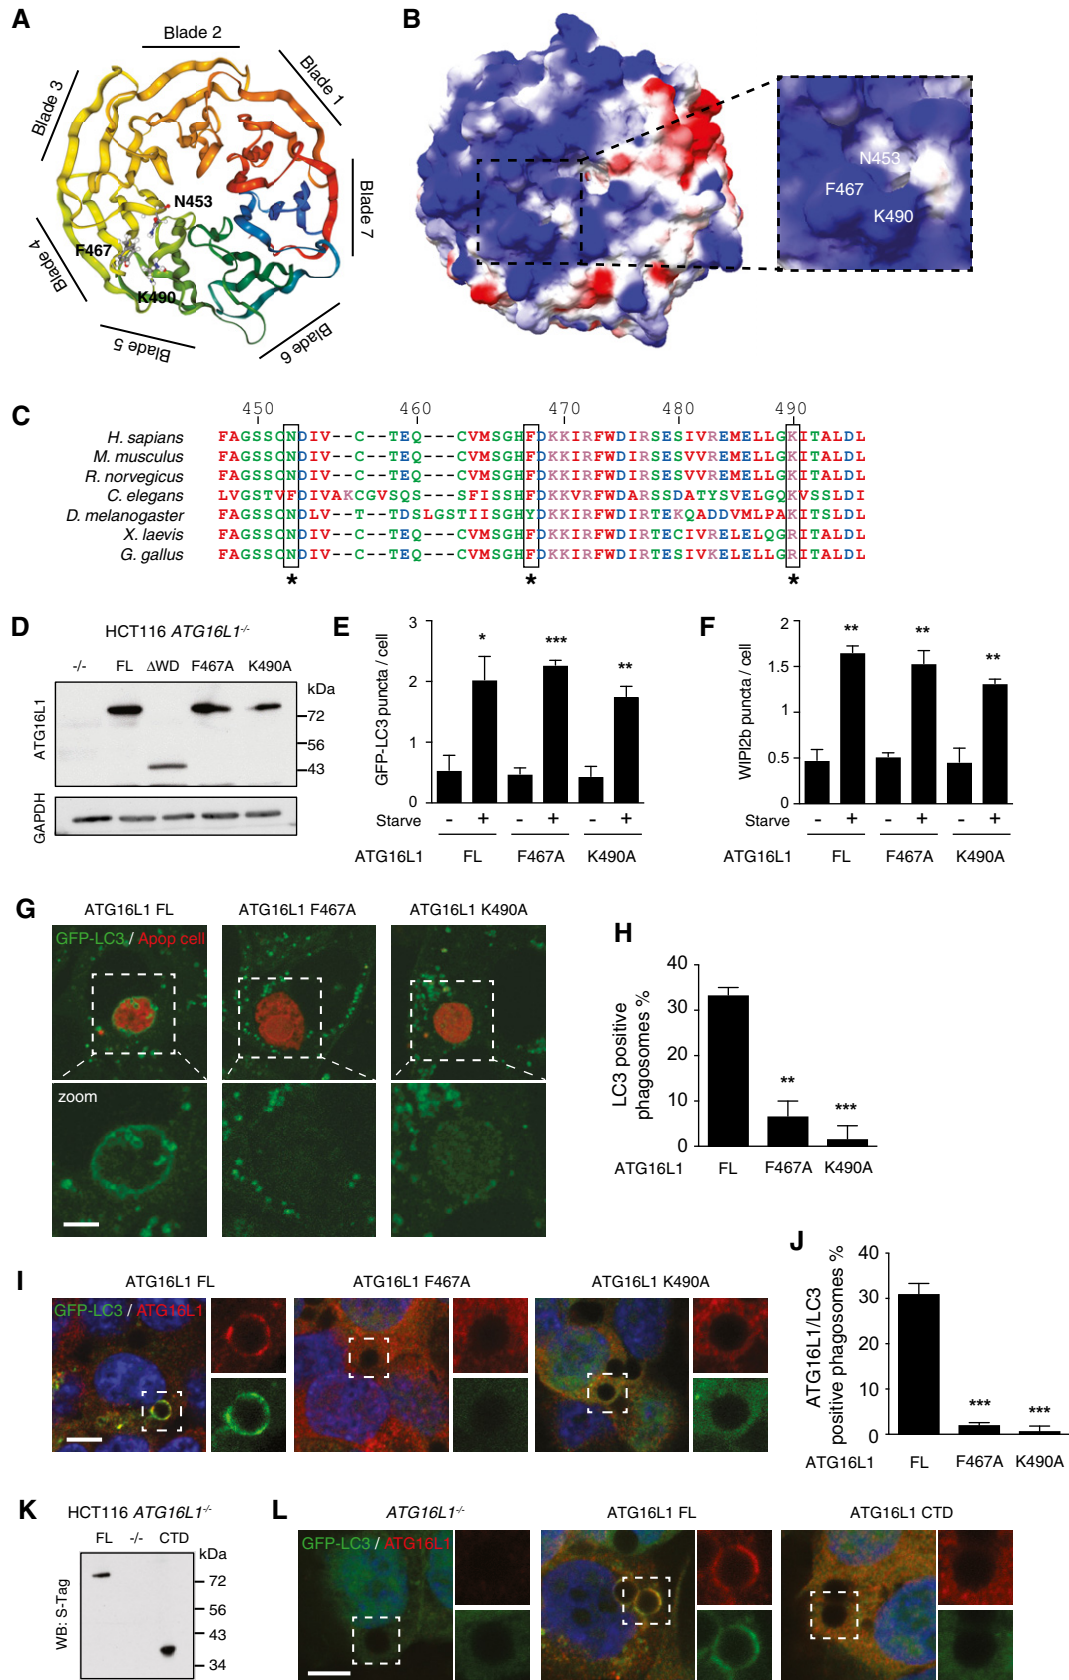 A
Blade 1
Blade 2
Blade 3
Blade 4
Blade 5
Blade 6
Blade 7
N453
F467
K490
B
N453
F467
K490
C
450 460 470 480 490
H. sapians FAGSSCNDIV--C--TEQ---CVMSGHFDKKIRFWDIRSESIVREMELLGKITALDL
M. musculus FAGSSCNDIV--C--TEQ---CVMSGHFDKKIRFWDIRSESVVREMELLGKITALDL
R. norvegicus FAGSSCNDIV--C--TEQ---CVMSGHFDKKIRFWDIRSESVVREMELLGKITALDL
C. elegans LVGSTVFDIVAKCGVSQS---SFISSHFDKKVRFWDARSSDATYSVELGQKVSSLDI
D. melanogaster FAGSSCNDLV--T--TDSLGSTIISGHYDKKIRFWDIRTEKQADDVMLPAKITSLDL
X. laevis FAGSSCNDIV--C--TEQ---CVMSGHFDKKIRFWDIRTECIVRELELQGRITSLDL
G. gallus FAGSSCNDIV--C--TEQ---CVMSGHFDKKIRFWDIRTESIVKELELLGRITALDL
* * *
D
HCT116 ATG16L1-/-
-/- FL ΔWD F467A K490A
kDa
72
56
43
ATG16L1
GAPDH
E
GFP-LC3 puncta / cell
3
2
1
0
* *** **
Starve - + - + - +
ATG16L1 FL F467A K490A
F
WIPI2b puncta / cell
2
1.5
1
0.5
0
** ** **
Starve - + - + - +
ATG16L1 FL F467A K490A
G
ATG16L1 FL ATG16L1 F467A ATG16L1 K490A
GFP-LC3 / Apop cell
zoom
H
LC3 positive
phagosomes %
40
30
20
10
0
** ***
ATG16L1 FL F467A K490A
I
ATG16L1 FL ATG16L1 F467A ATG16L1 K490A
GFP-LC3 / ATG16L1
J
ATG16L1/LC3
positive phagosomes %
40
30
20
10
0
*** ***
ATG16L1 FL F467A K490A
K
HCT116 ATG16L1-/-
FL -/- CTD
kDa
72
56
43
34
WB: S-Tag
L
ATG16L1-/- ATG16L1 FL ATG16L1 CTD
GFP-LC3 / ATG16L1